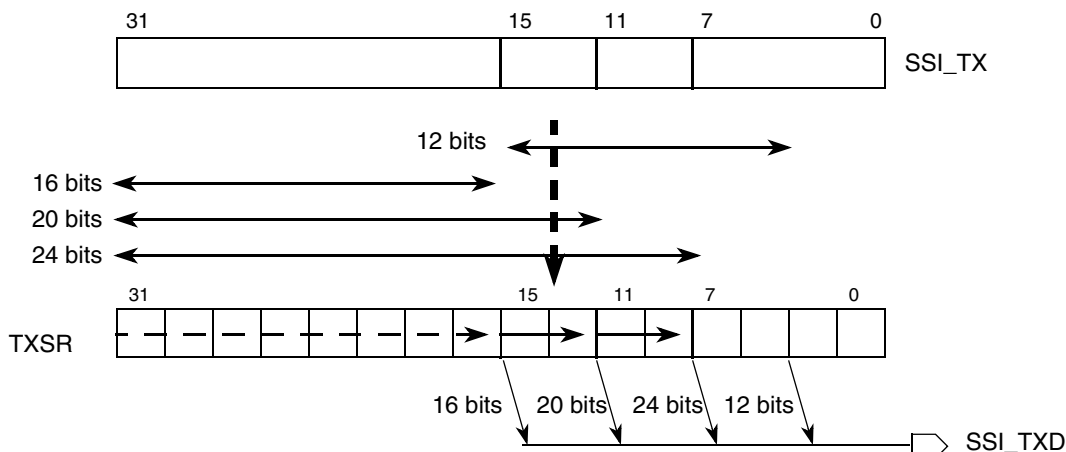 31 15 11 7 0
SSI_TX
12 bits
16 bits
20 bits
24 bits
31 15 11 7 0
TXSR
16 bits 20 bits 24 bits 12 bits
SSI_TXD